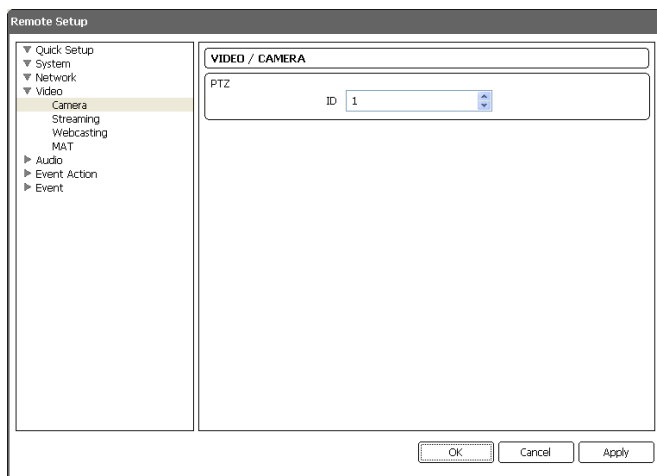 Remote Setup
Quick Setup
System
Network
Video
Camera
Streaming
Webcasting
MAT
Audio
Event Action
Event
VIDEO / CAMERA
PTZ
ID 1
OK Cancel Apply